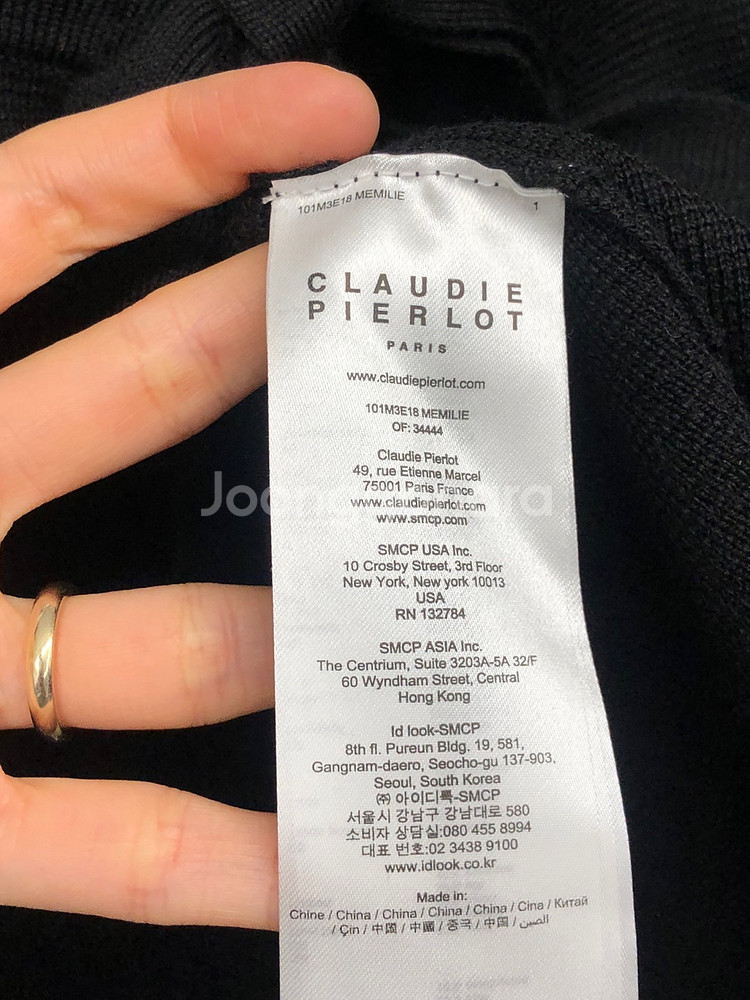 101M3E18 MEMILIE 1
CLAUDIE
PIERLOT
PARIS
www.claudiepierlot.com
101M3E18 MEMILIE
OF: 34444
Claudie Pierlot
49, rue Etienne Marcel
75001 Paris France
www.claudiepierlot.com
www.smcp.com
SMCP USA Inc.
10 Crosby Street, 3rd Floor
New York, New york 10013
USA
RN 132784
SMCP ASIA Inc.
The Centrium, Suite 3203A-5A 32/F
60 Wyndham Street, Central
Hong Kong
Id look-SMCP
8th fl. Pureun Bldg. 19, 581,
Gangnam-daero, Seocho-gu 137-903.
Seoul, South Korea
㈜ 아이디룩-SMCP
서울시 강남구 강남대로 580
소비자 상담실:080 455 8994
대표 번호:02 3438 9100
www.idlook.co.kr
Made in:
Chine / China / China / China / China / Cina / Китай
/ Çin / 中国 / 中國 / 중국 / 中国 / الصين